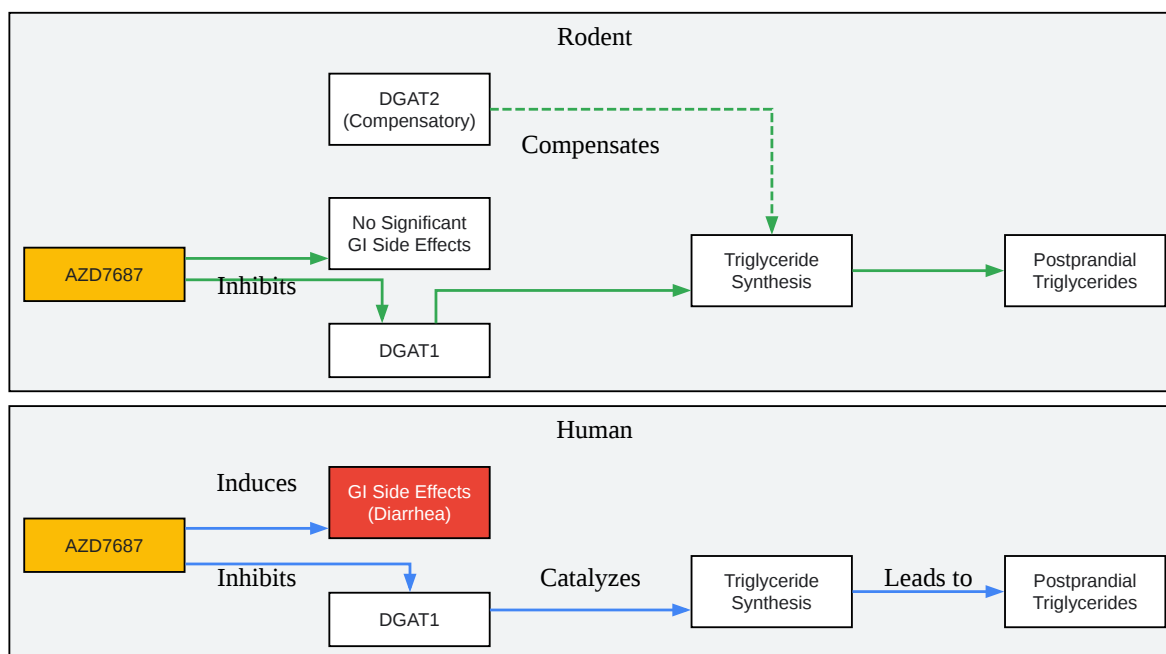 Rodent
DGAT2
(Compensatory)
Compensates
No Significant
GI Side Effects
AZD7687
Inhibits
Triglyceride
Synthesis
Postprandial
Triglycerides
DGAT1
Human
Induces
GI Side Effects
(Diarrhea)
AZD7687
Inhibits
Catalyzes
Triglyceride
Synthesis
Leads to
Postprandial
Triglycerides
DGAT1